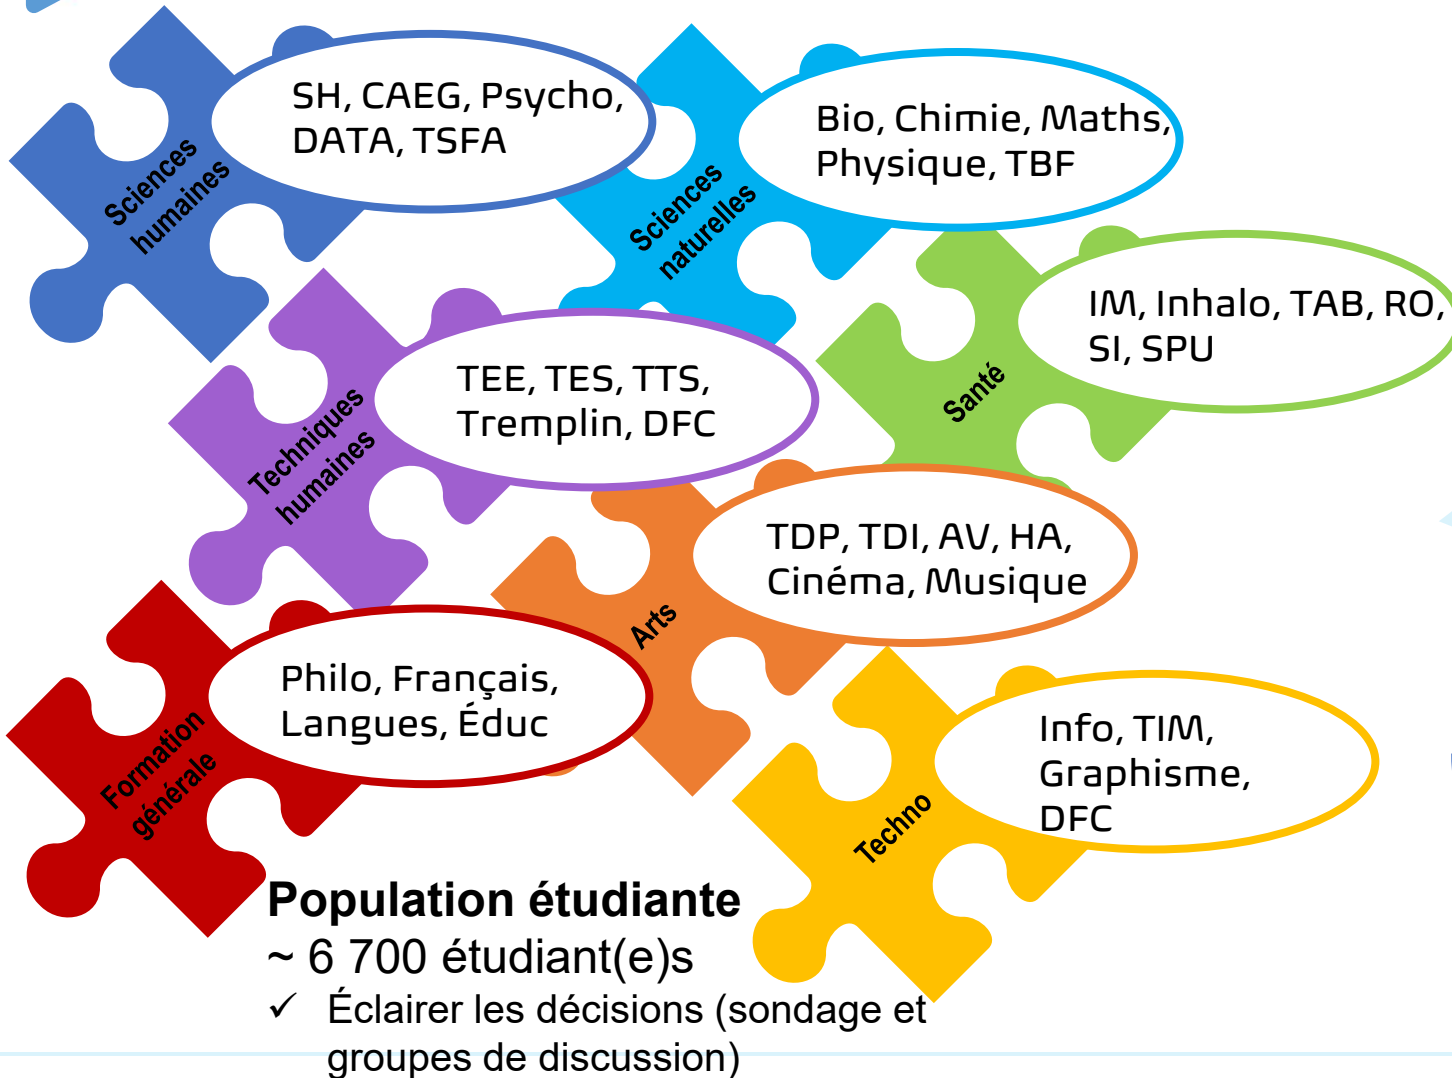 Sciences
humaines
SH, CAEG, Psycho,
DATA, TSFA
Sciences
naturelles
Bio, Chimie, Maths,
Physique, TBF
Santé
IM, Inhalo, TAB, RO,
SI, SPU
Techniques
humaines
TEE, TES, TTS,
Tremplin, DFC
Arts
TDP, TDI, AV, HA,
Cinéma, Musique
Formation
générale
Philo, Français,
Langues, Éduc
Techno
Info, TIM,
Graphisme,
DFC
Population étudiante
~ 6 700 étudiant(e)s
✓ Éclairer les décisions (sondage et
groupes de discussion)